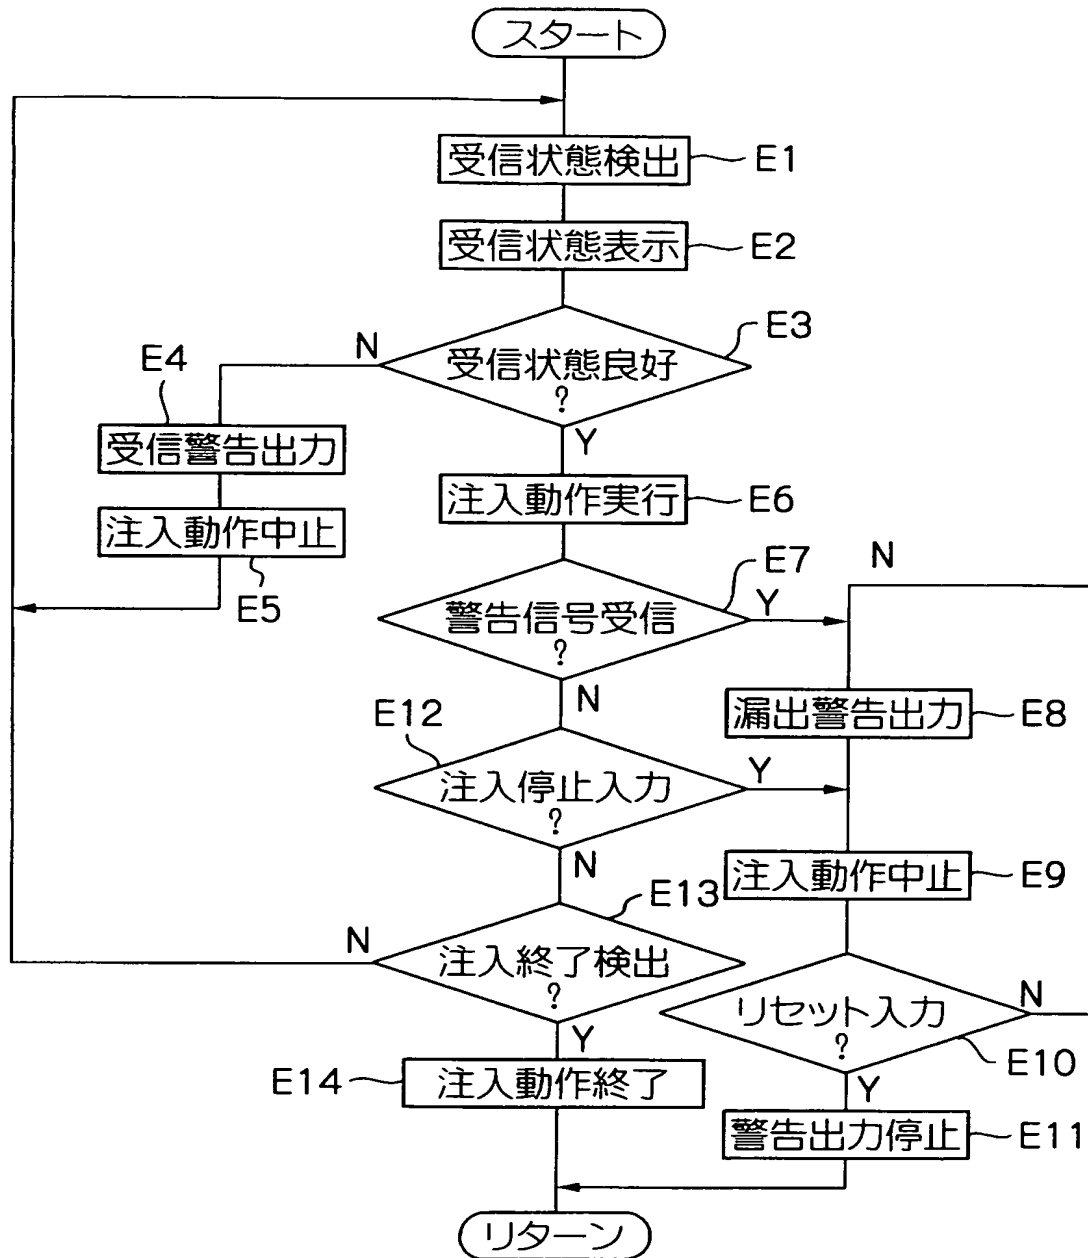 スタート
受信状態検出
E1
受信状態表示
E2
受信状態良好
?
E3
N
Y
E4
受信警告出力
注入動作中止
E5
注入動作実行
E6
警告信号受信
?
E7
Y
N
N
漏出警告出力
E8
E12
注入停止入力
?
Y
N
注入動作中止
E9
E13
注入終了検出
?
N
Y
リセット入力
?
N
E10
Y
E14
注入動作終了
警告出力停止
E11
リターン